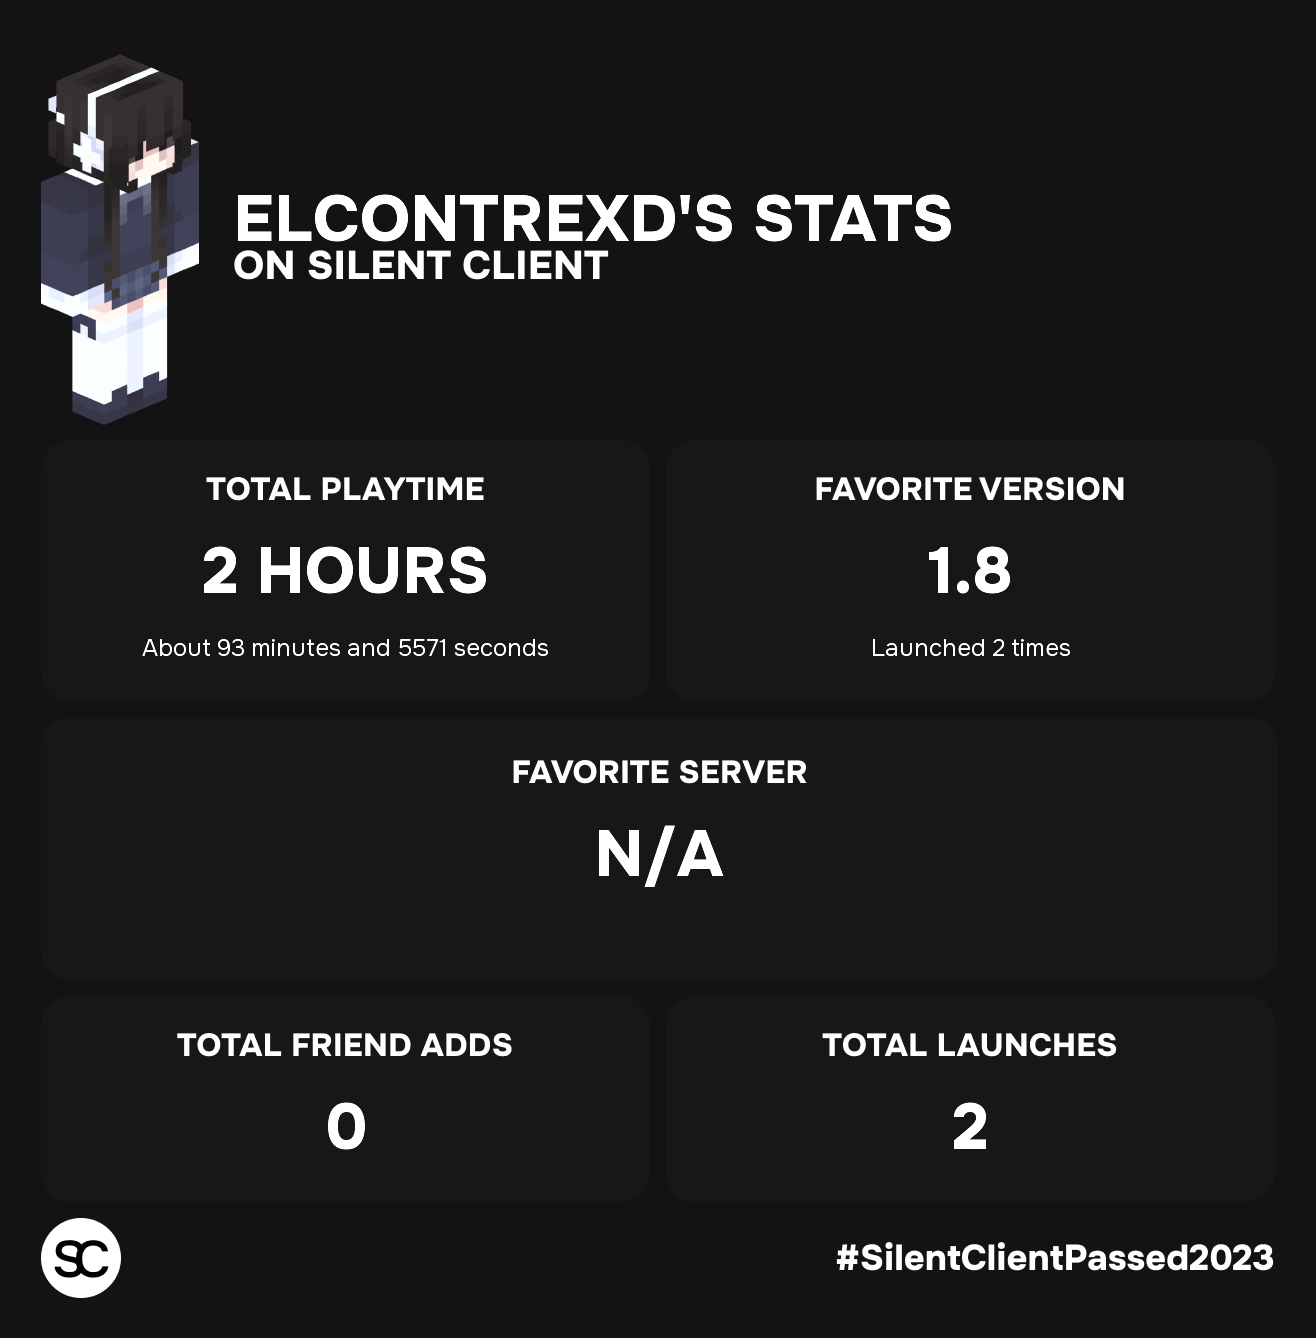 ELCONTREXD'S STATS
ON SILENT CLIENT
TOTAL PLAYTIME
2 HOURS
About 93 minutes and 5571 seconds
FAVORITE VERSION
1.8
Launched 2 times
FAVORITE SERVER
N/A
TOTAL FRIEND ADDS
0
TOTAL LAUNCHES
2
SC
#SilentClientPassed2023